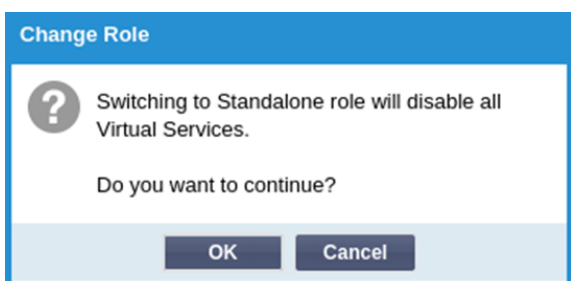 Change Role
Switching to Standalone role will disable all
Virtual Services.
Do you want to continue?
OK
Cancel